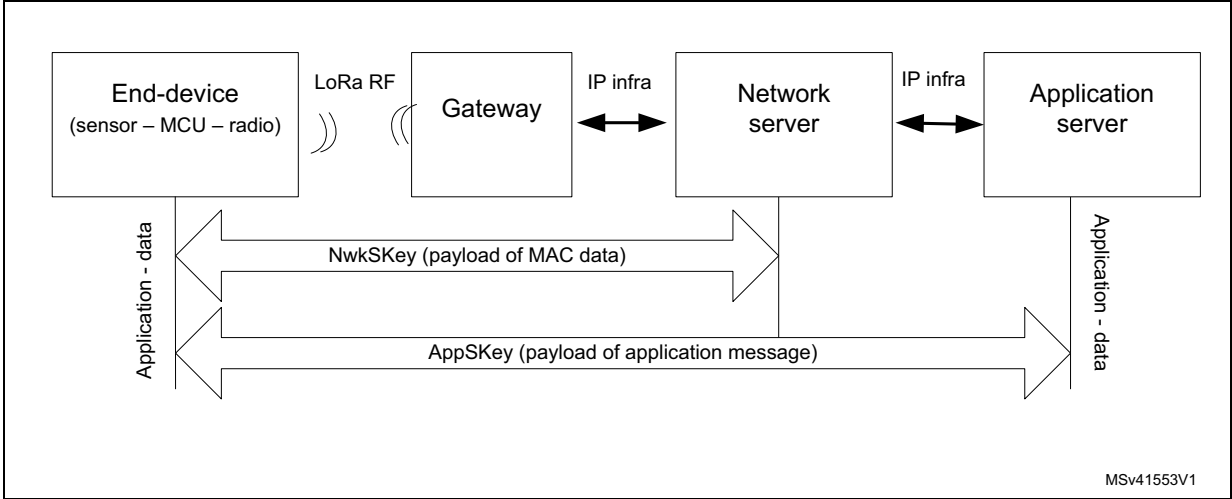 End-device
(sensor – MCU – radio)
LoRa RF
Gateway
IP infra
Network
server
IP infra
Application
server
NwkSKey (payload of MAC data)
AppSKey (payload of application message)
Application - data
Application - data
MSv41553V1